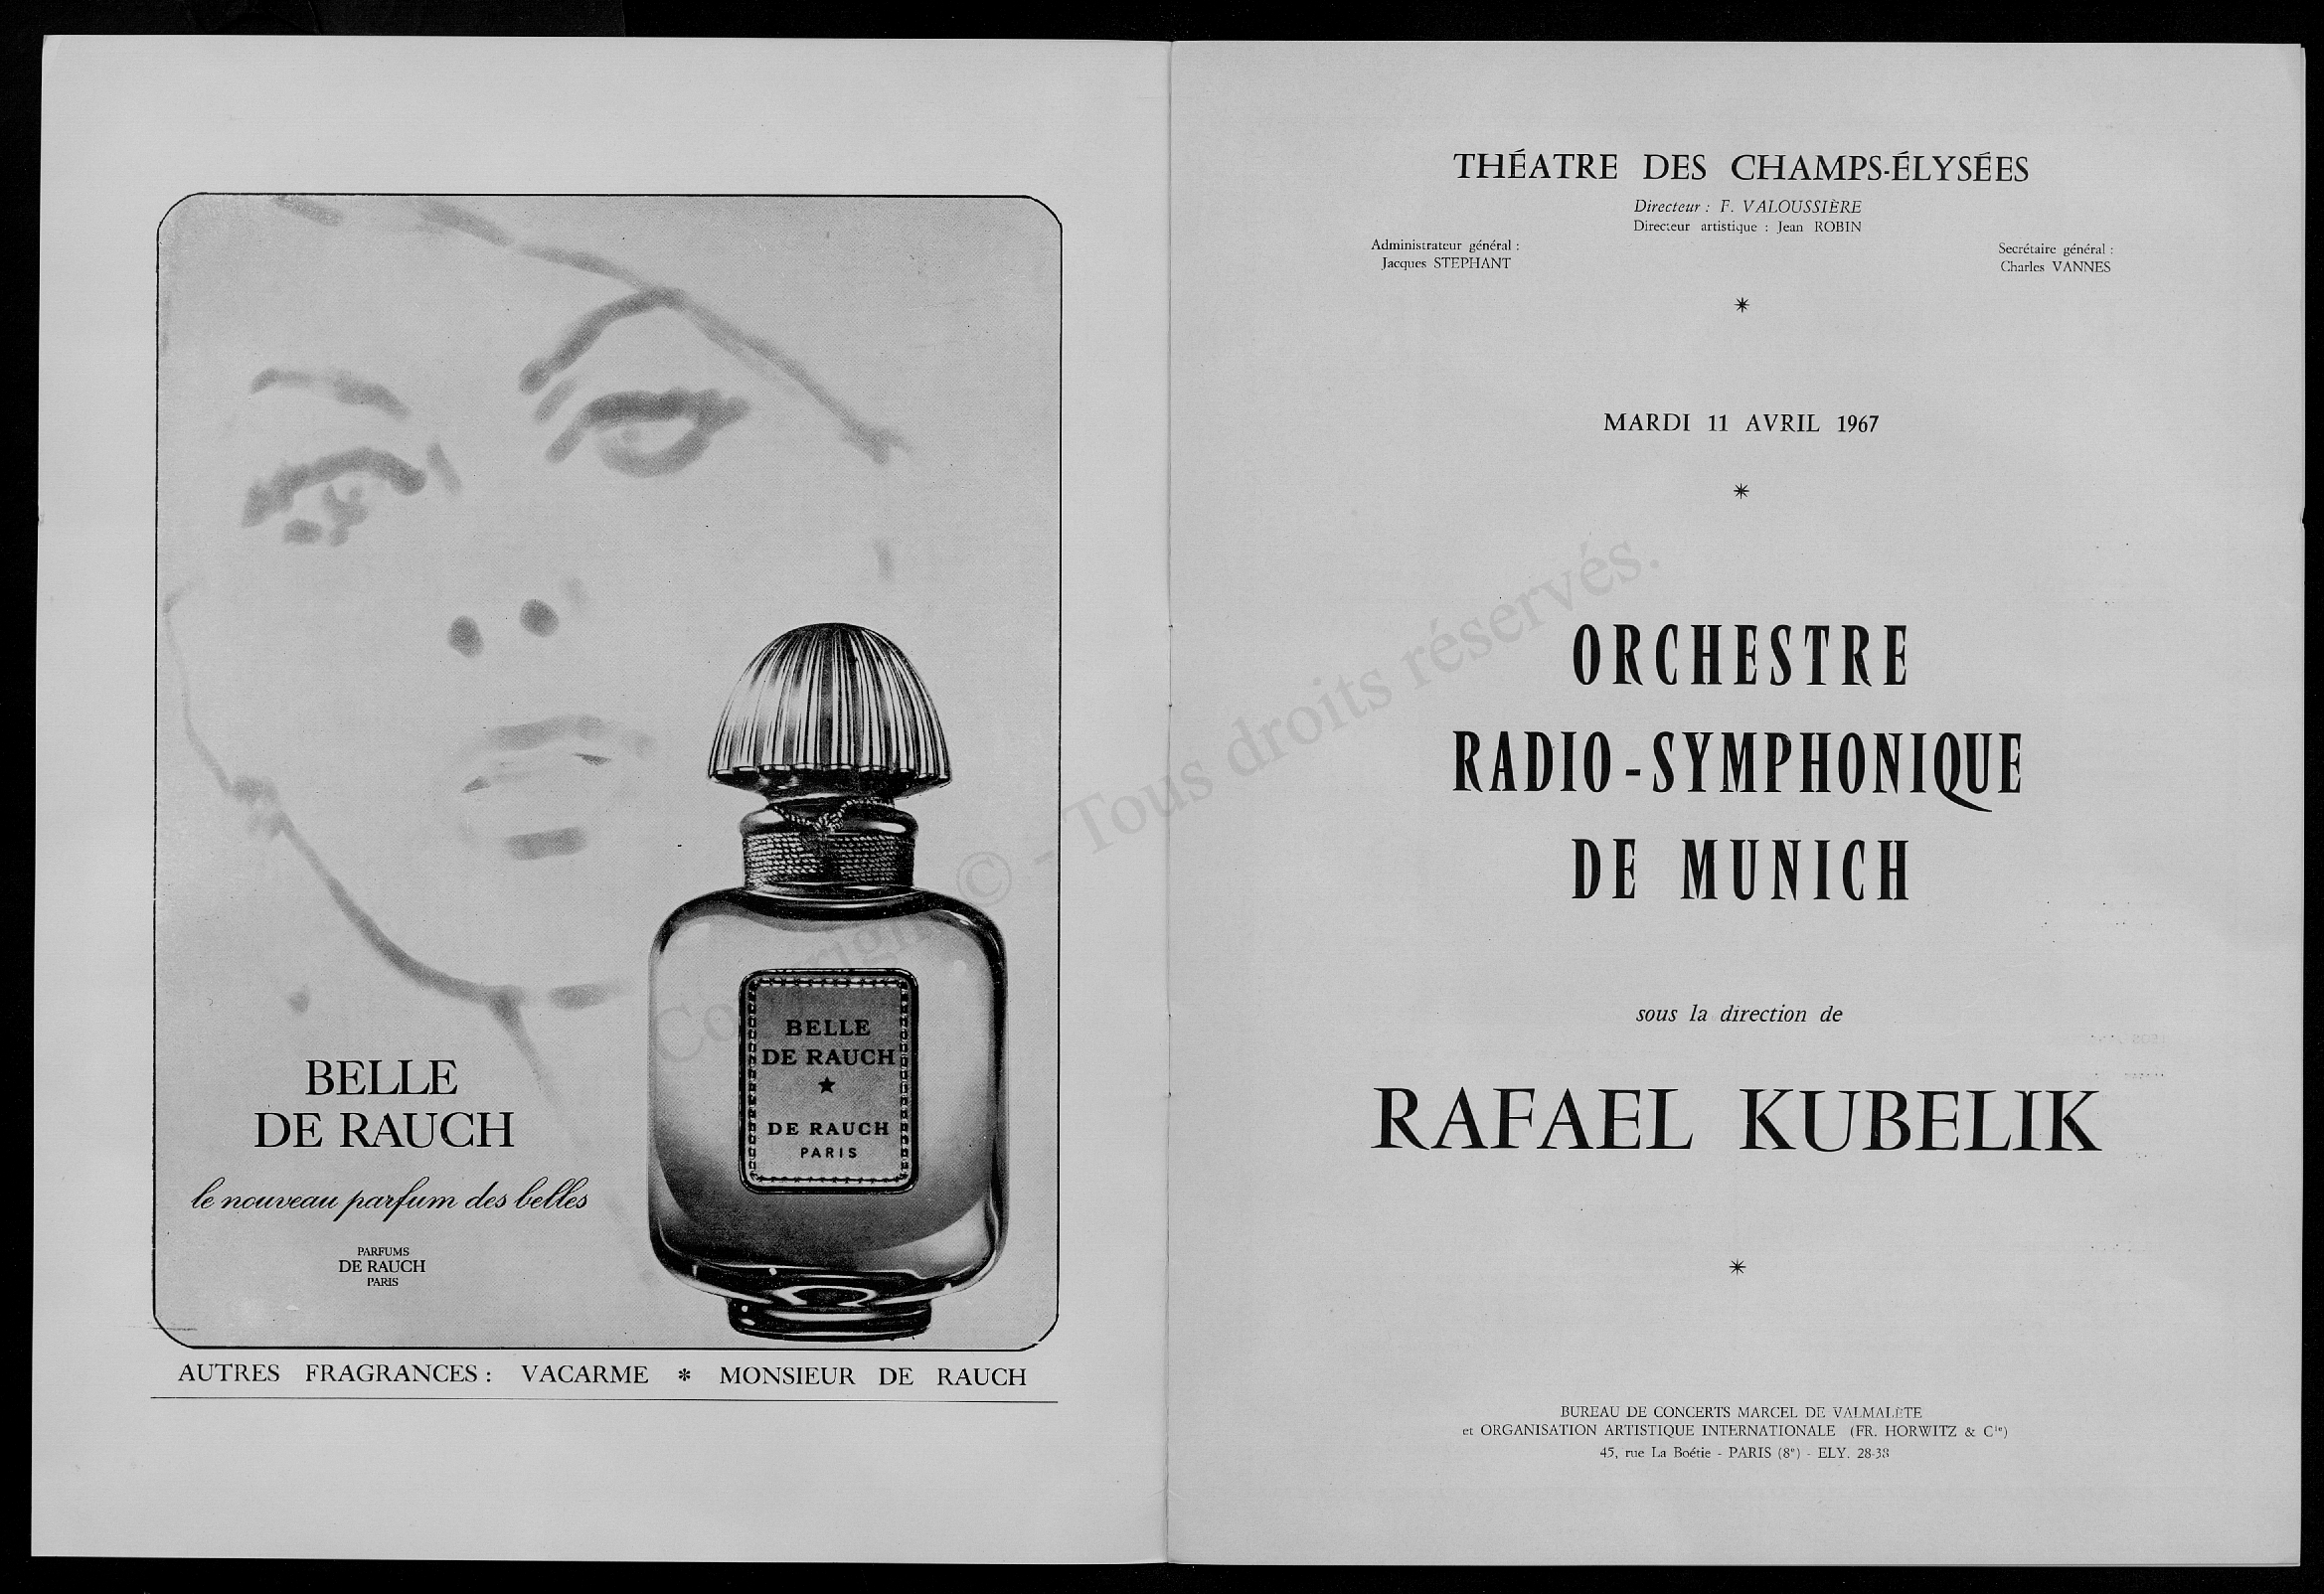 BELLE
DE RAUCH
★
DE RAUCH
PARIS
BELLE
DE RAUCH
le nouveau parfum des belles
PARFUMS
DE RAUCH
PARIS
AUTRES FRAGRANCES : VACARME * MONSIEUR DE RAUCH
THÉATRE DES CHAMPS-ÉLYSÉES
Directeur : F. VALOUSSIÈRE
Directeur artistique : Jean ROBIN
Administrateur général :
Jacques STEPHANT
Secrétaire général :
Charles VANNES
*
MARDI 11 AVRIL 1967
*
ORCHESTRE
RADIO-SYMPHONIQUE
DE MUNICH
sous la direction de
RAFAEL KUBELIK
*
BUREAU DE CONCERTS MARCEL DE VALMALÈTE
et ORGANISATION ARTISTIQUE INTERNATIONALE (FR. HORWITZ & Cie)
45, rue La Boétie - PARIS (8e) - ELY. 28-38
Copyright © - Tous droits réservés.